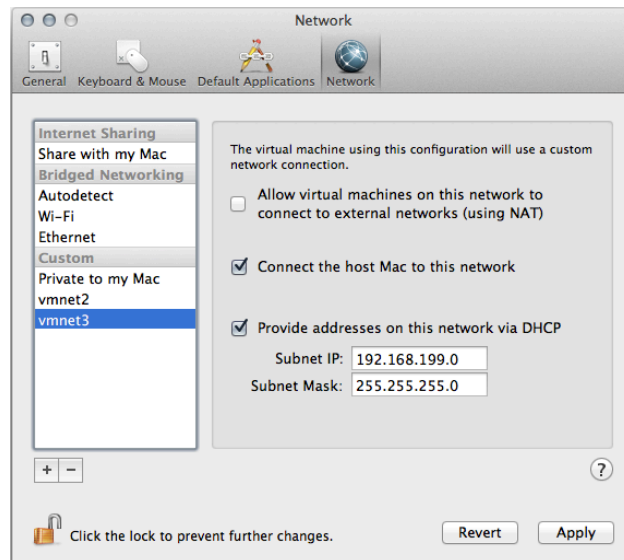 Network
General Keyboard & Mouse Default Applications Network
Internet Sharing
Share with my Mac
Bridged Networking
Autodetect
Wi-Fi
Ethernet
Custom
Private to my Mac
vmnet2
vmnet3
The virtual machine using this configuration will use a custom
network connection.
Allow virtual machines on this network to
connect to external networks (using NAT)
Connect the host Mac to this network
Provide addresses on this network via DHCP
Subnet IP: 192.168.199.0
Subnet Mask: 255.255.255.0
+ −
?
Click the lock to prevent further changes.
Revert Apply